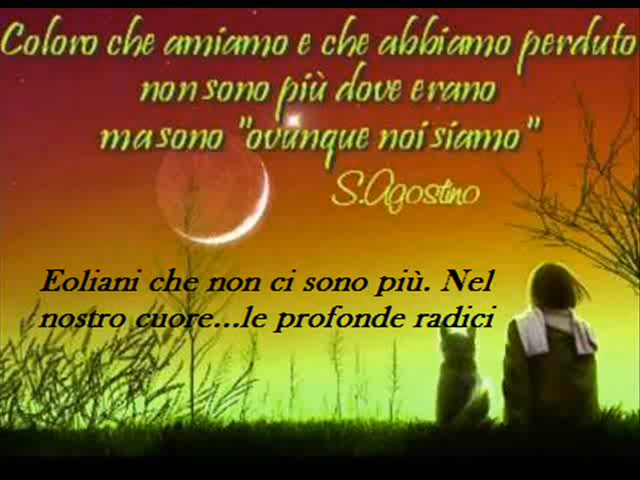 Coloro che amiamo e che abbiamo perduto
non sono più dove erano
ma sono "ovunque noi siamo"
S.Agostino
Eoliani che non ci sono più. Nel
nostro cuore...le profonde radici